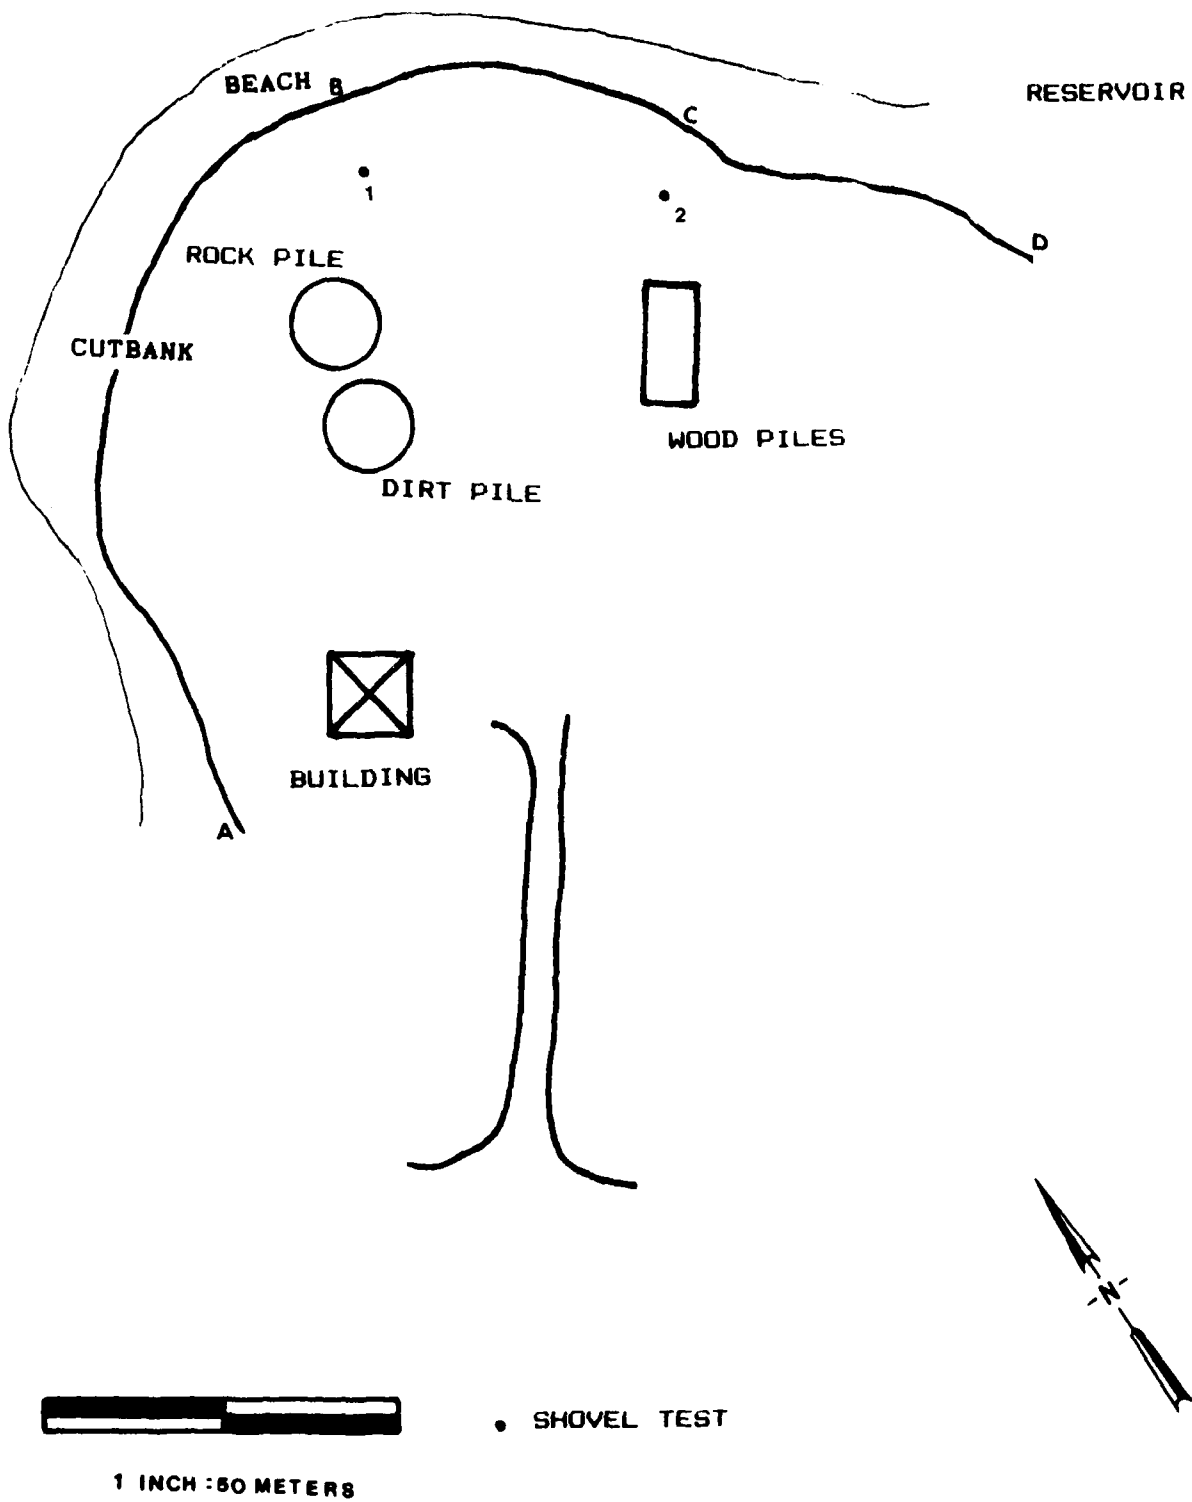 BEACH B
RESERVOIR
C
1
2
D
ROCK PILE
CUTBANK
WOOD PILES
DIRT PILE
BUILDING
A
N
SHOVEL TEST
1 INCH : 50 METERS